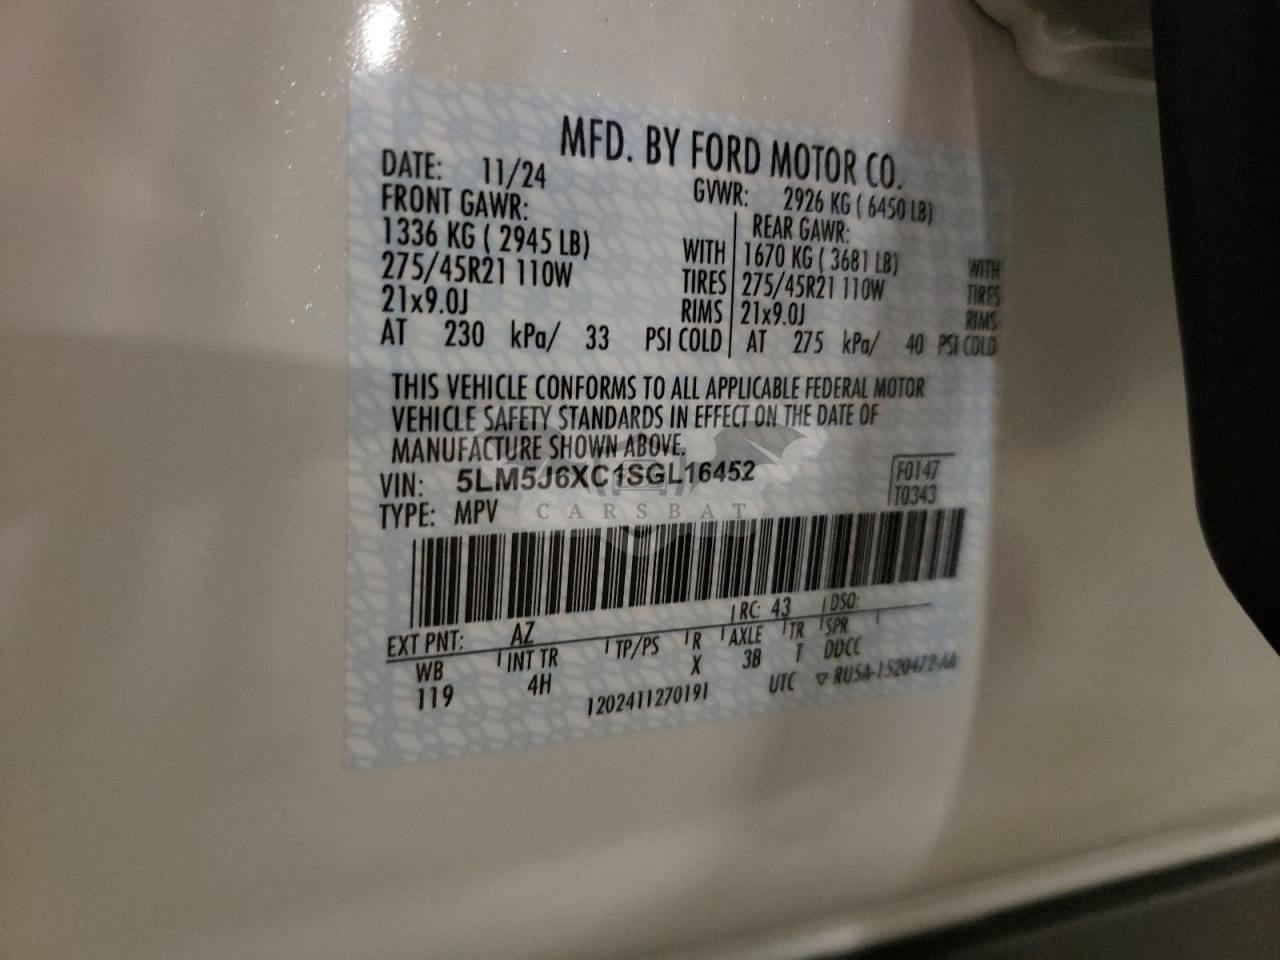 MFD. BY FORD MOTOR CO.
DATE: 11/24 GVWR: 2926 KG ( 6450 LB)
FRONT GAWR: REAR GAWR:
1336 KG ( 2945 LB) WITH 1670 KG ( 3681 LB) WITH
275/45R21 110W TIRES 275/45R21 110W TIRES
21x9.0J RIMS 21x9.0J RIMS
AT 230 kPa/ 33 PSI COLD AT 275 kPa/ 40 PSI COLD
THIS VEHICLE CONFORMS TO ALL APPLICABLE FEDERAL MOTOR
VEHICLE SAFETY STANDARDS IN EFFECT ON THE DATE OF
MANUFACTURE SHOWN ABOVE.
VIN: 5LM5J6XC1SGL16452 F0147
TYPE: MPV T0343
CARSBAT
EXT PNT: AZ RC: 43 DSO:
WB INT TR TP/PS R AXLE TR SPR
119 4H X 3B T DDCC
1202411270191 UTC ▽ RU5A-1520472-AA